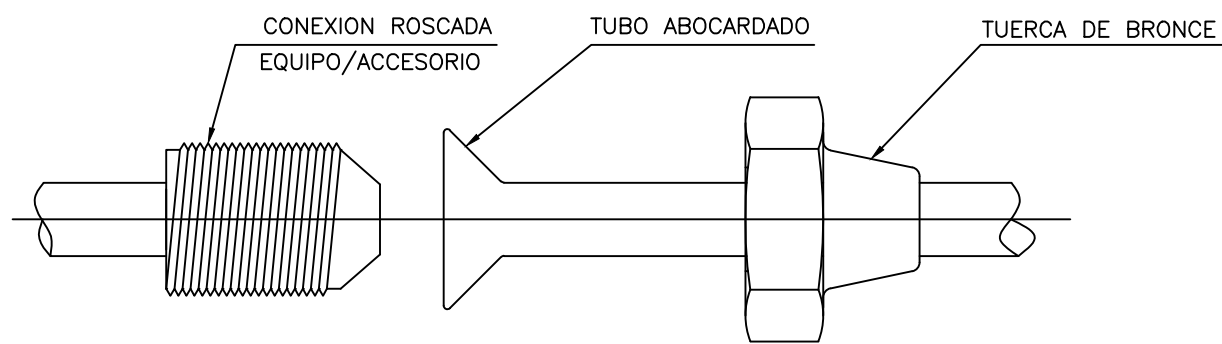 CONEXION ROSCADA
EQUIPO/ACCESORIO
TUBO ABOCARDADO
TUERCA DE BRONCE